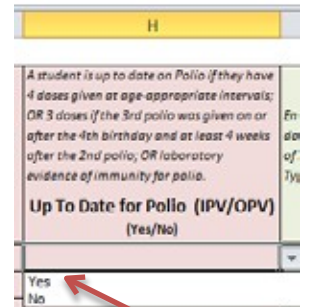 H
A student is up to date on Polio if they have
4 doses given at age-appropriate intervals;
OR 3 doses if the 3rd polio was given on or
after the 4th birthday and at least 4 weeks
after the 2nd polio; OR laboratory
evidence of immunity for polio.
Up To Date for Polio (IPV/OPV)
(Yes/No)
En
of
Typ
Yes
No